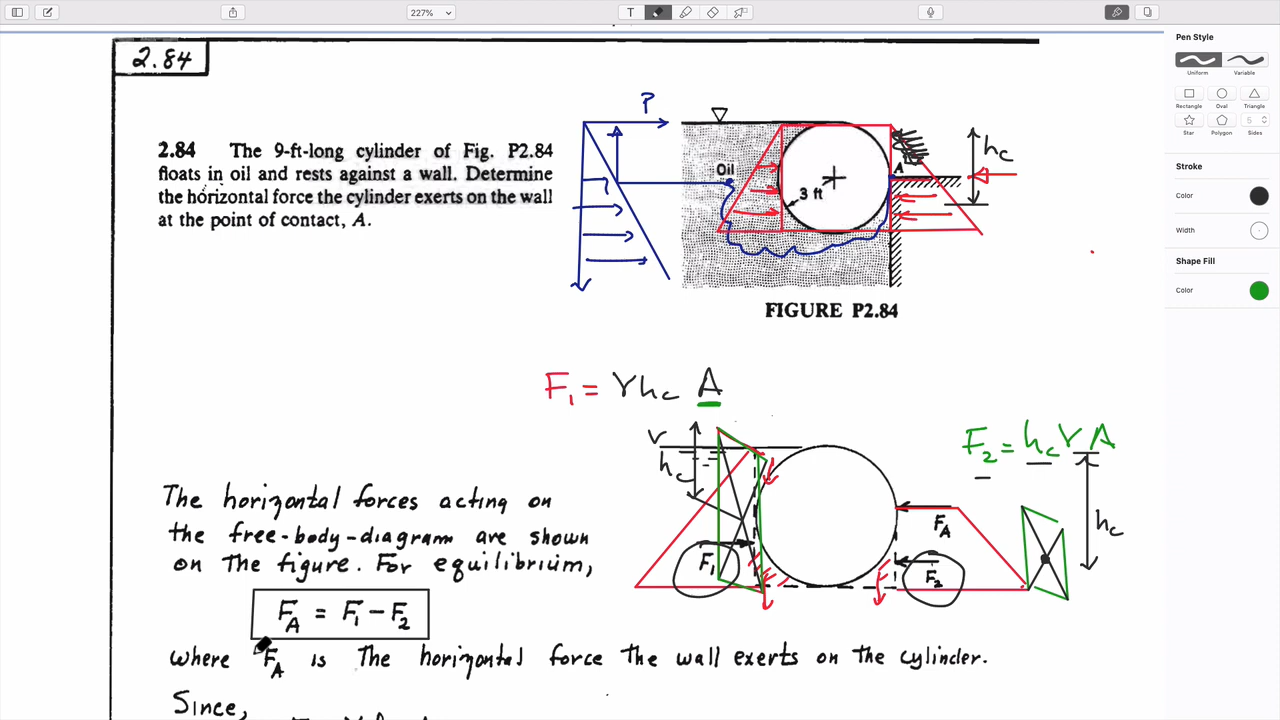 227%
T
Pen Style
Uniform
Variable
Rectangle
Oval
Triangle
Star
Polygon
5
Sides
Stroke
Color
Width
Shape Fill
Color
2.84
2.84 The 9-ft-long cylinder of Fig. P2.84
floats in oil and rests against a wall. Determine
the horizontal force the cylinder exerts on the wall
at the point of contact, A.
P
Oil
3 ft
A
hc
FIGURE P2.84
F1 = γhc A
F2 = hc γ A
hc
hc
F1
FA
F2
The horizontal forces acting on
the free-body-diagram are shown
on the figure. For equilibrium,
FA = F1 - F2
where FA is the horizontal force the wall exerts on the cylinder.
Since,